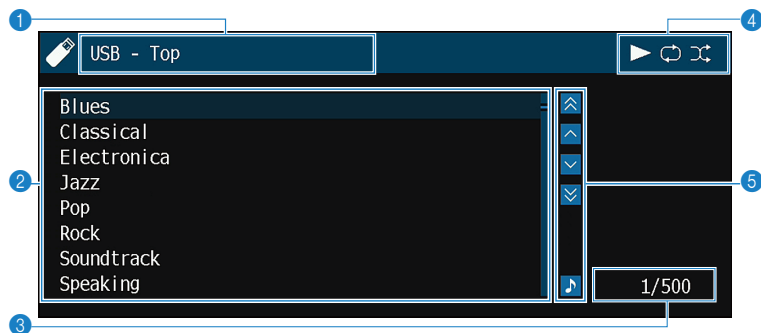 1
4
USB - Top
Blues
Classical
Electronica
Jazz
2
5
Pop
Rock
Soundtrack
Speaking
1/500
3